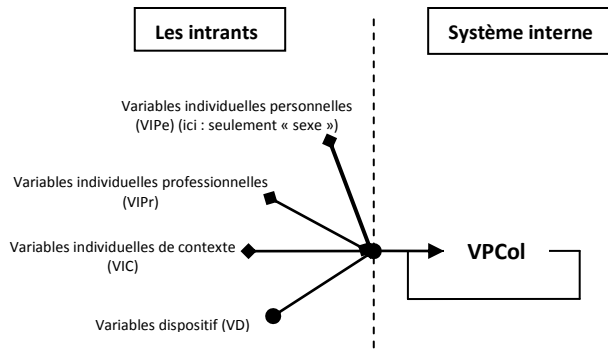 Les intrants
Système interne
Variables individuelles personnelles
(VIPe) (ici : seulement « sexe »)
Variables individuelles professionnelles
(VIPr)
Variables individuelles de contexte
(VIC)
VPCol
Variables dispositif (VD)